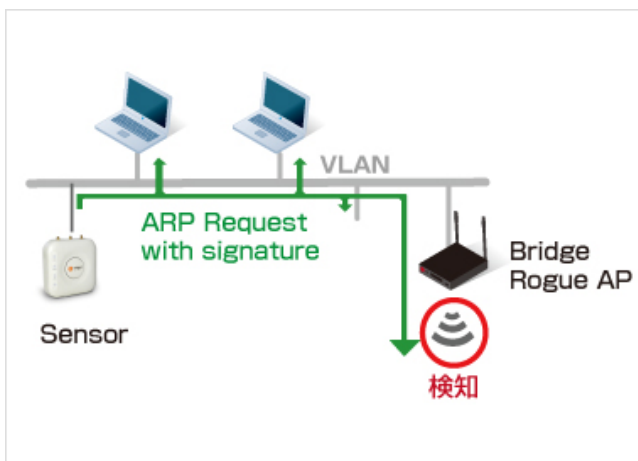 VLAN
ARP Request
with signature
Sensor
Bridge
Rogue AP
検知